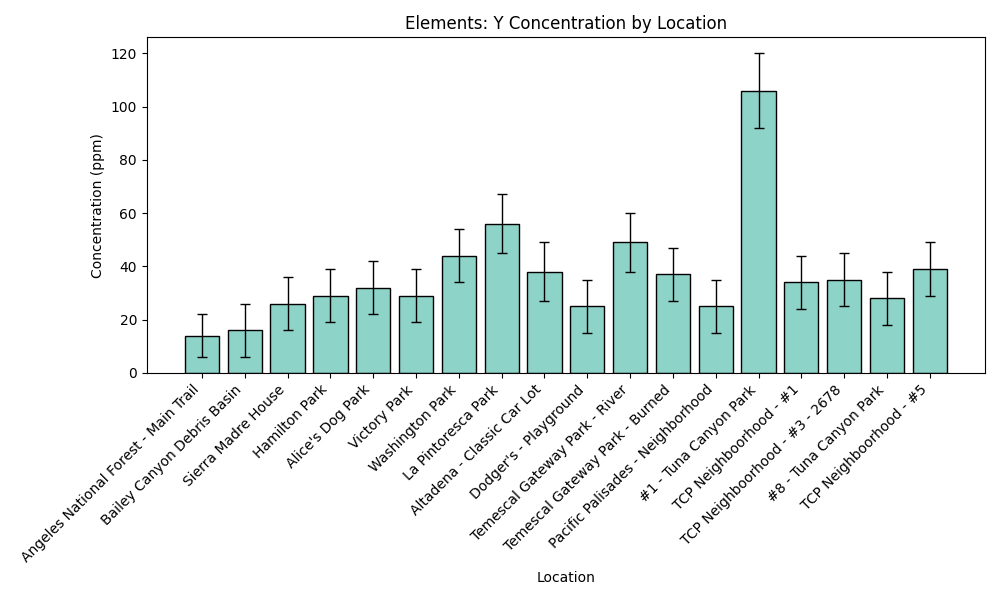 Elements: Y Concentration by Location
Concentration (ppm)
120
100
80
60
40
20
0
Angeles National Forest - Main Trail
Bailey Canyon Debris Basin
Sierra Madre House
Hamilton Park
Alice's Dog Park
Victory Park
Washington Park
La Pintoresca Park
Altadena - Classic Car Lot
Dodger's - Playground
Temescal Gateway Park - River
Temescal Gateway Park - Burned
Pacific Palisades - Neighborhood
#1 - Tuna Canyon Park
TCP Neighboorhood - #1
TCP Neighboorhood - #3 - 2678
#8 - Tuna Canyon Park
TCP Neighboorhood - #5
Location